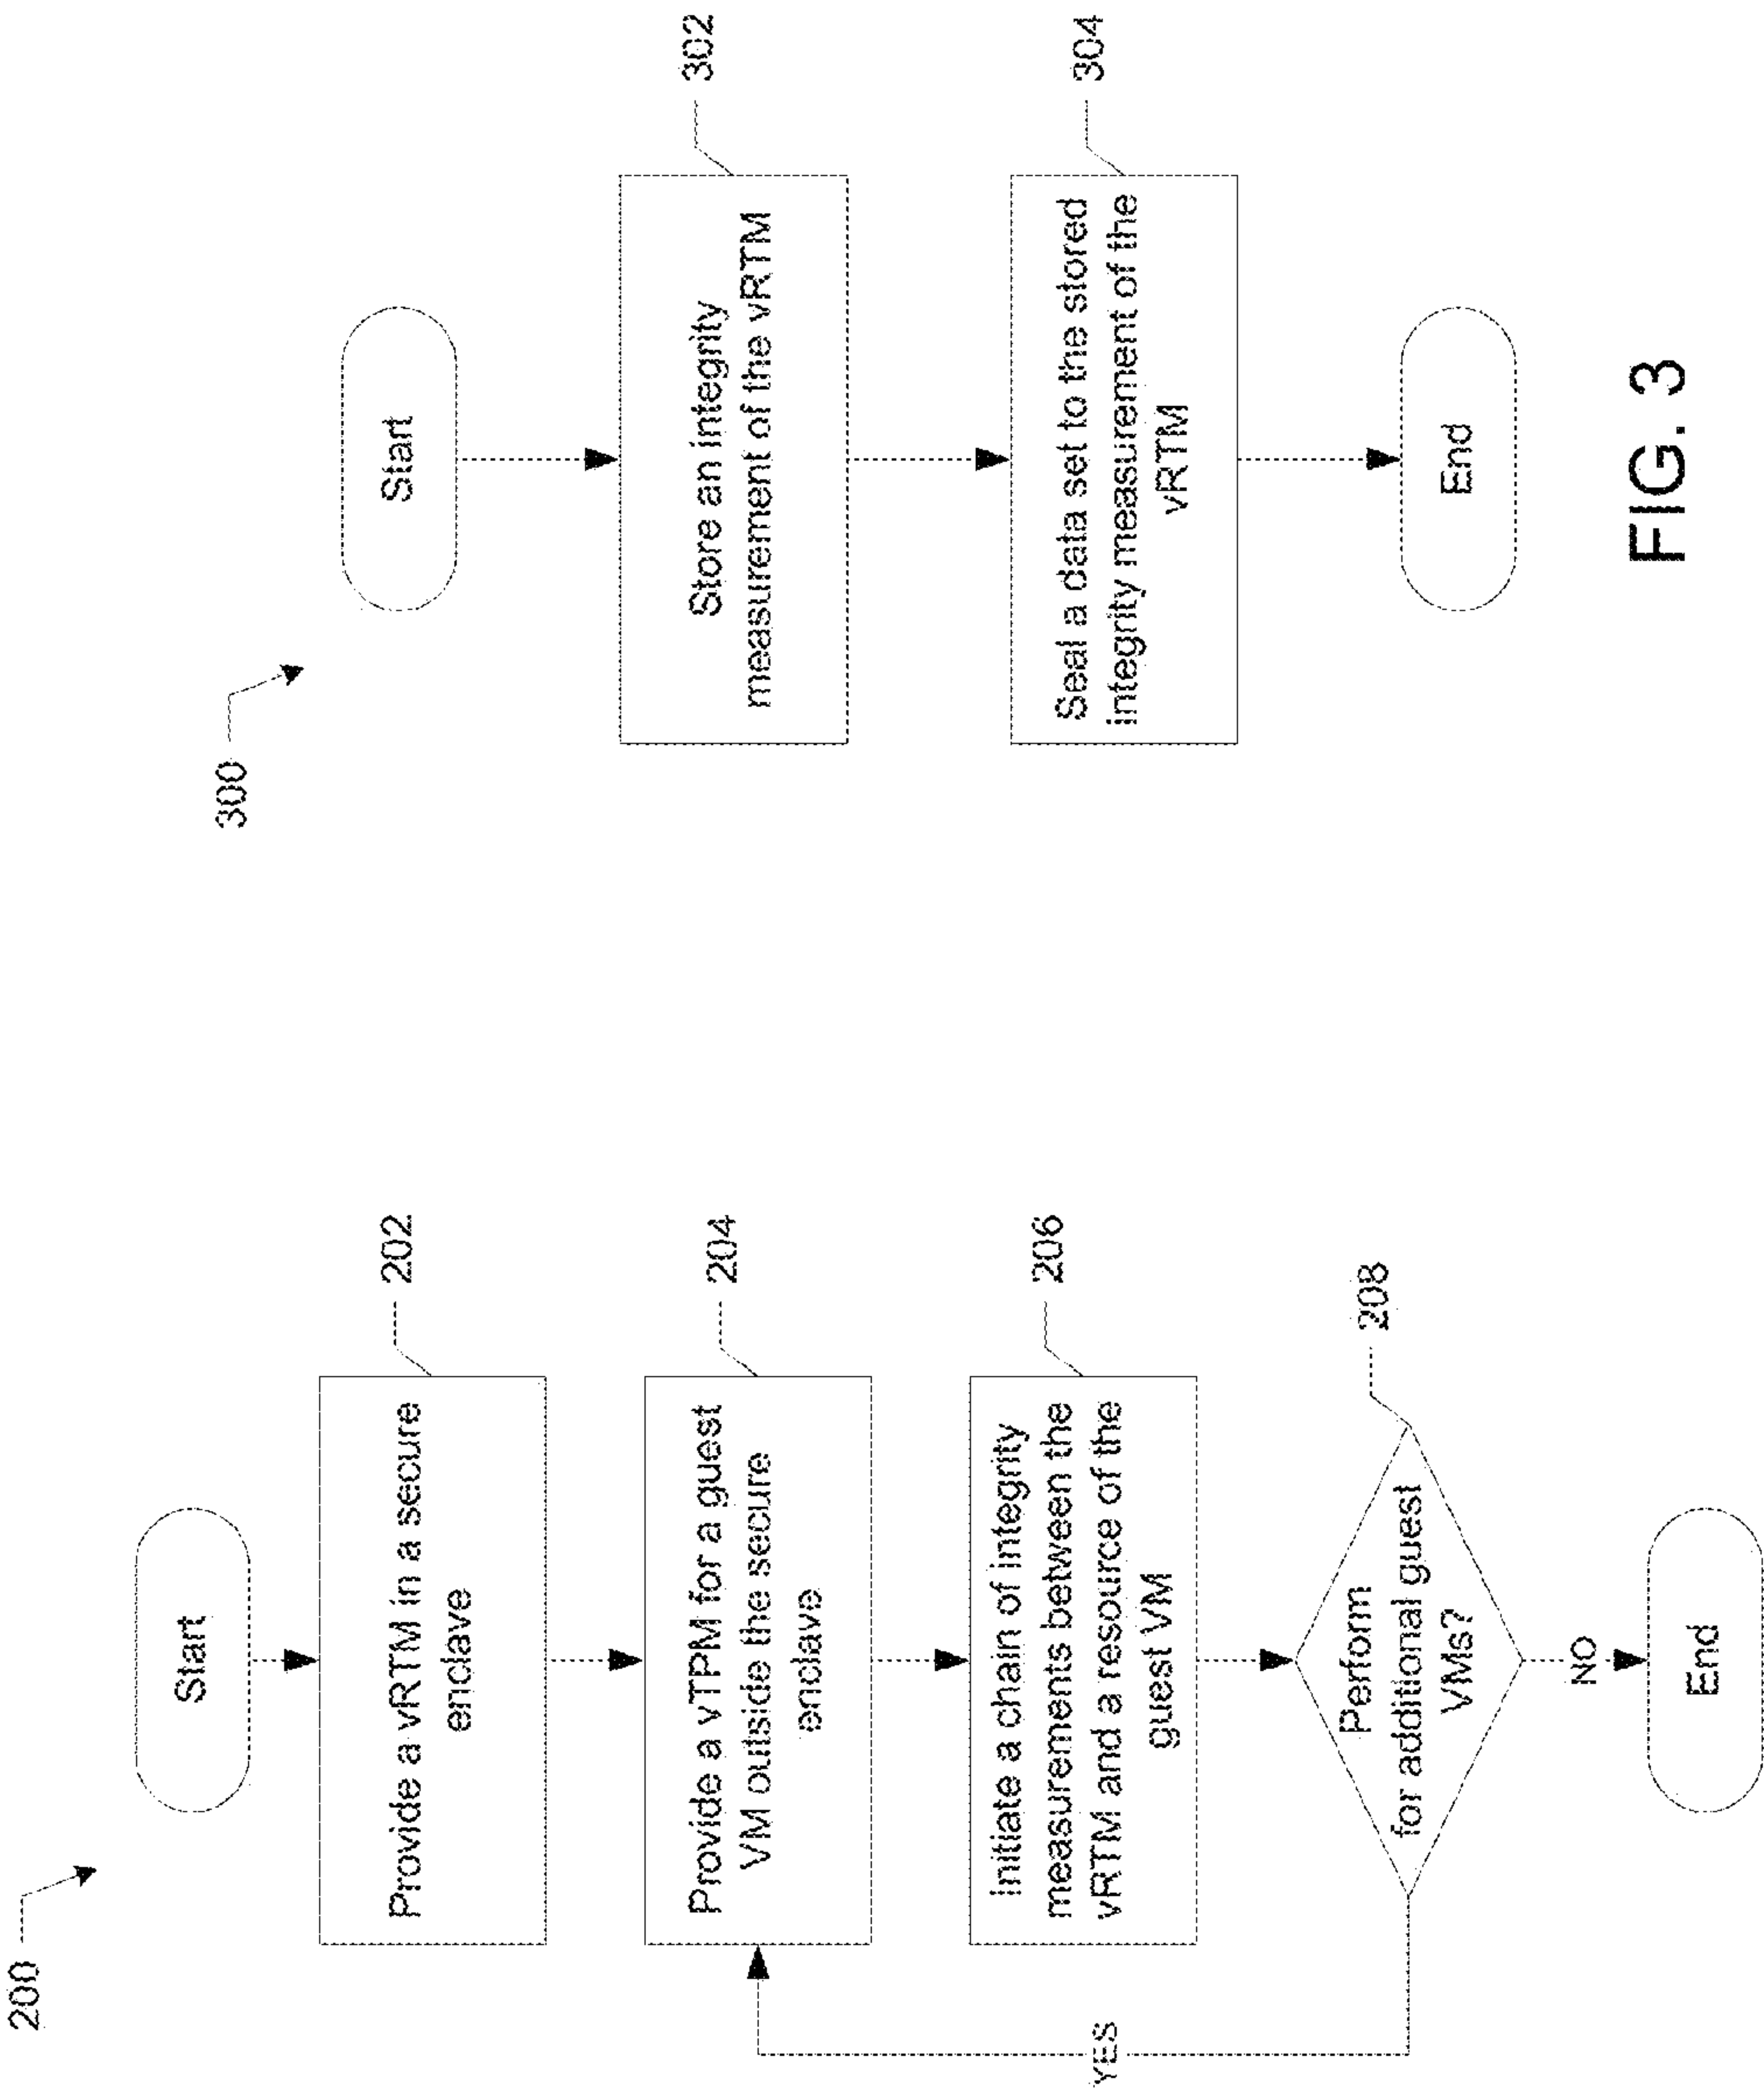 200
Start
Provide a vRTM in a secure
enclave
202
Provide a vTPM for a guest
VM outside the secure
enclave
204
Initiate a chain of integrity
measurements between the
vRTM and a resource of the
guest VM
206
Perfom
for additional guest
VMs?
208
YES
NO
End
300
Start
Store an integrity
measurement of the vRTM
302
Seal a data set to the stored
integrity measurement of the
vRTM
304
End
FIG. 3